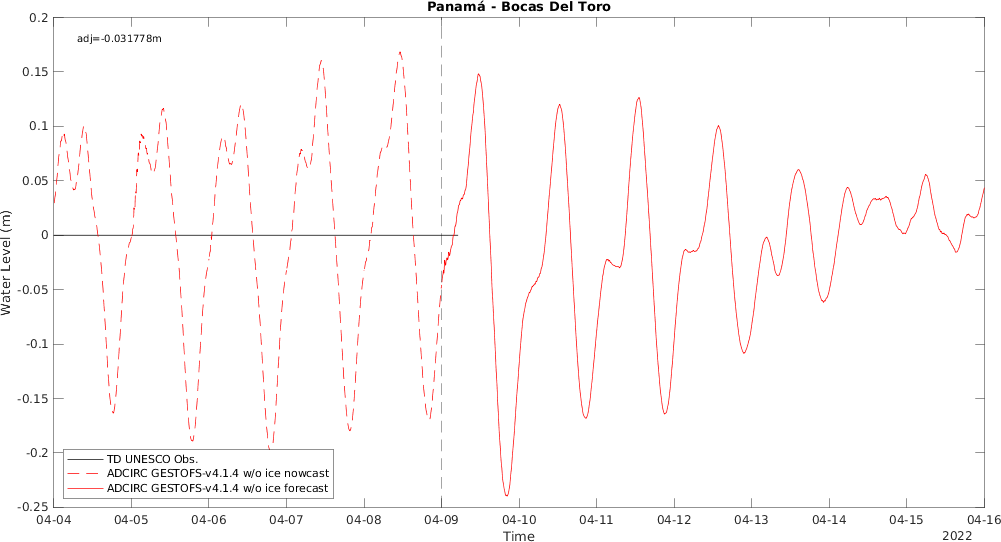 Panamá - Bocas Del Toro
adj=-0.031778m
Water Level (m)
0.2
0.15
0.1
0.05
0
-0.05
-0.1
-0.15
-0.2
-0.25
TD UNESCO Obs.
ADCIRC GESTOFS-v4.1.4 w/o ice nowcast
ADCIRC GESTOFS-v4.1.4 w/o ice forecast
04-04 04-05 04-06 04-07 04-08 04-09 04-10 04-11 04-12 04-13 04-14 04-15 04-16
Time
2022